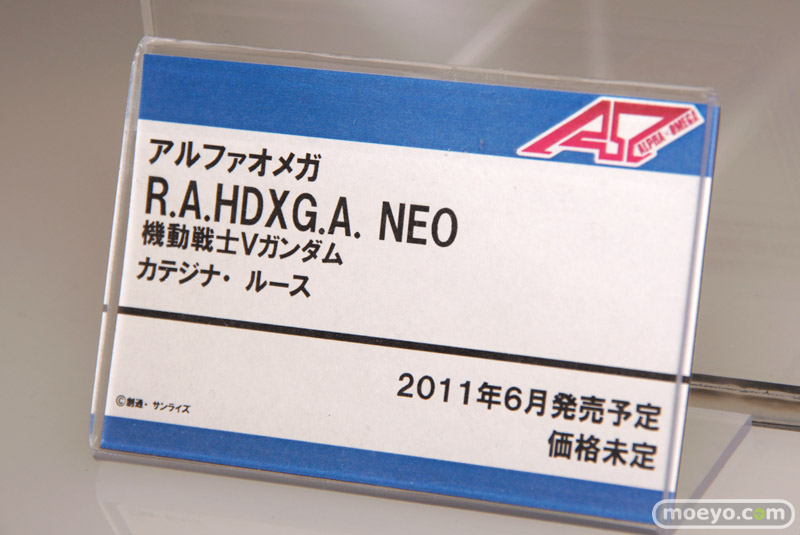 ALPHA×OMEGA
アルファオメガ
R.A.HDXG.A. NEO
機動戦士Vガンダム
カテジナ・ ルース
2011年6月発売予定
価格未定
©創通・サンライズ
moeyo.com